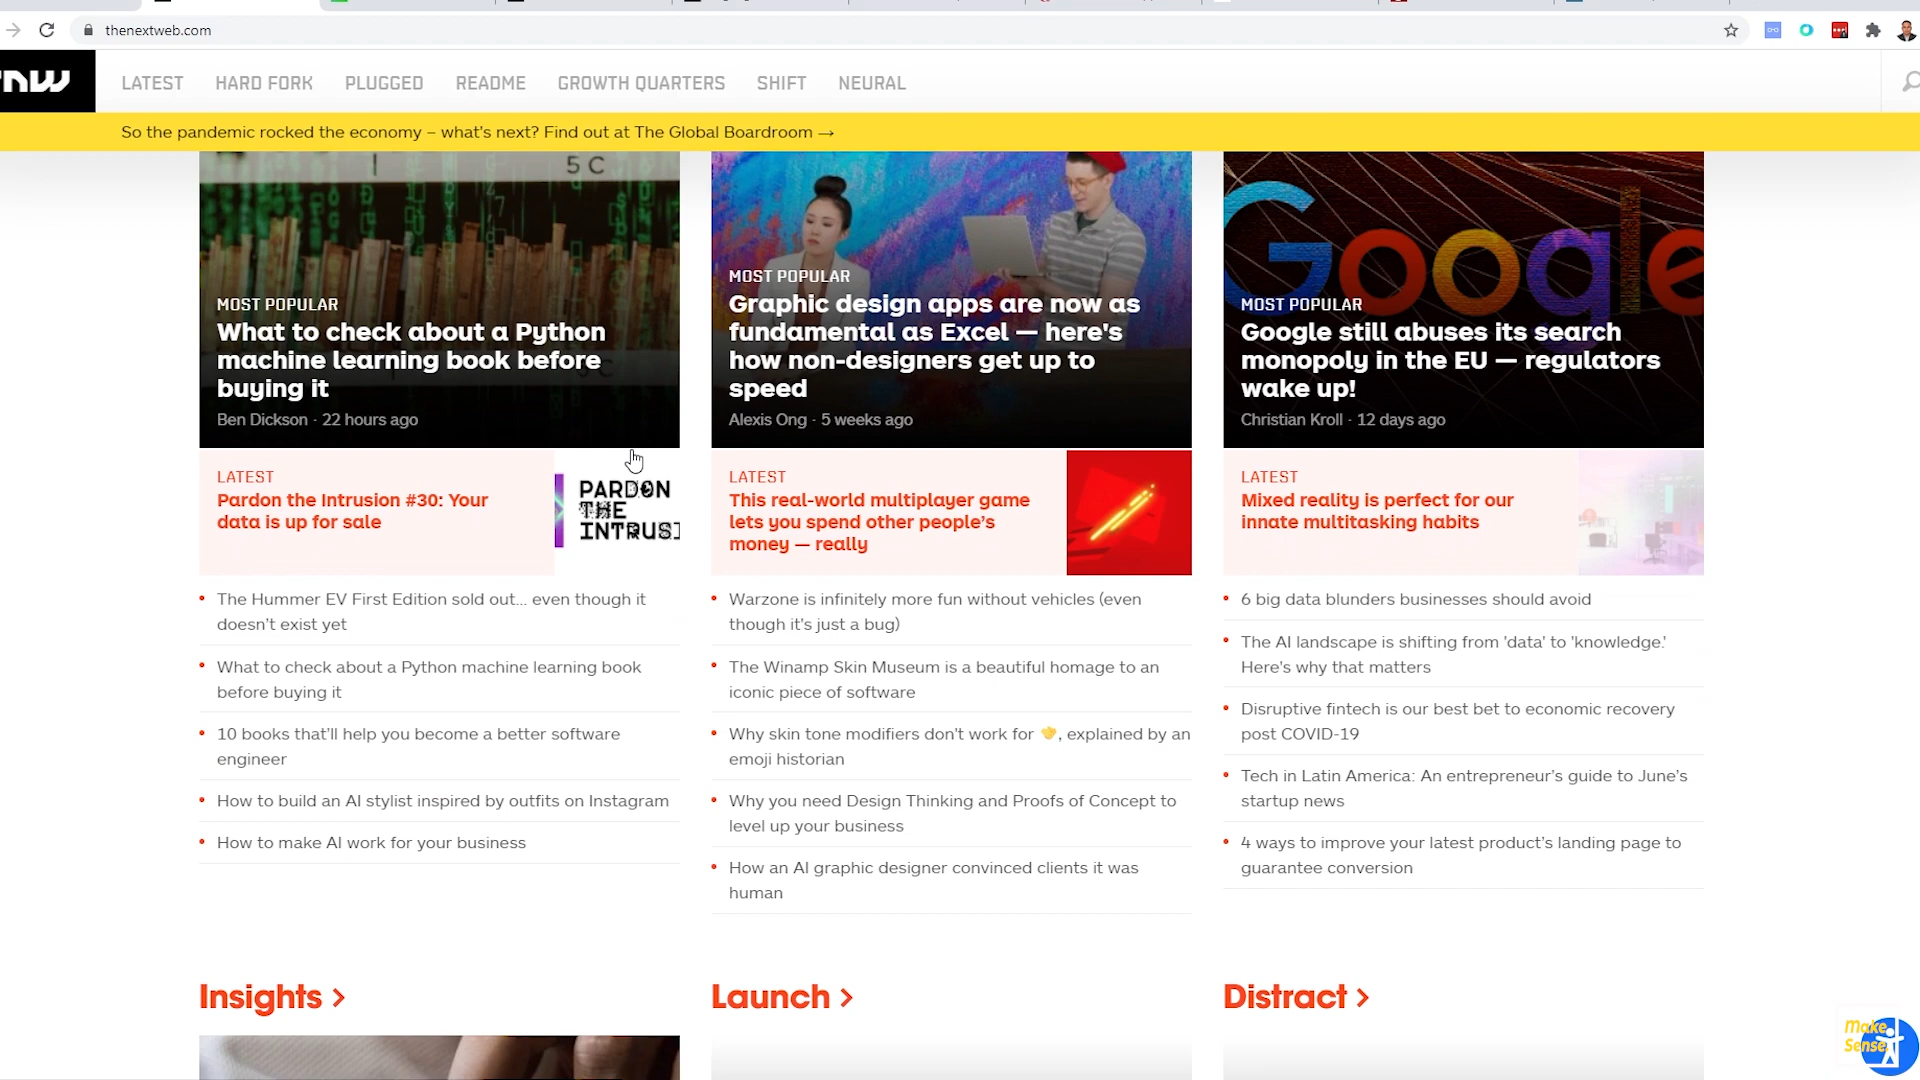 thenextweb.com
TNW
LATEST HARD FORK PLUGGED README GROWTH QUARTERS SHIFT NEURAL
So the pandemic rocked the economy – what's next? Find out at The Global Boardroom →
5 C
MOST POPULAR
What to check about a Python
machine learning book before
buying it
Ben Dickson · 22 hours ago
LATEST
Pardon the Intrusion #30: Your
data is up for sale
PARDON
THE
INTRUSI
• The Hummer EV First Edition sold out... even though it
doesn't exist yet
• What to check about a Python machine learning book
before buying it
• 10 books that'll help you become a better software
engineer
• How to build an AI stylist inspired by outfits on Instagram
• How to make AI work for your business
MOST POPULAR
Graphic design apps are now as
fundamental as Excel — here's
how non-designers get up to
speed
Alexis Ong · 5 weeks ago
LATEST
This real-world multiplayer game
lets you spend other people's
money — really
• Warzone is infinitely more fun without vehicles (even
though it's just a bug)
• The Winamp Skin Museum is a beautiful homage to an
iconic piece of software
• Why skin tone modifiers don't work for 🤝, explained by an
emoji historian
• Why you need Design Thinking and Proofs of Concept to
level up your business
• How an AI graphic designer convinced clients it was
human
Google
MOST POPULAR
Google still abuses its search
monopoly in the EU — regulators
wake up!
Christian Kroll · 12 days ago
LATEST
Mixed reality is perfect for our
innate multitasking habits
• 6 big data blunders businesses should avoid
• The AI landscape is shifting from 'data' to 'knowledge.'
Here's why that matters
• Disruptive fintech is our best bet to economic recovery
post COVID-19
• Tech in Latin America: An entrepreneur's guide to June's
startup news
• 4 ways to improve your latest product's landing page to
guarantee conversion
Insights >
Launch >
Distract >
Make
Sense